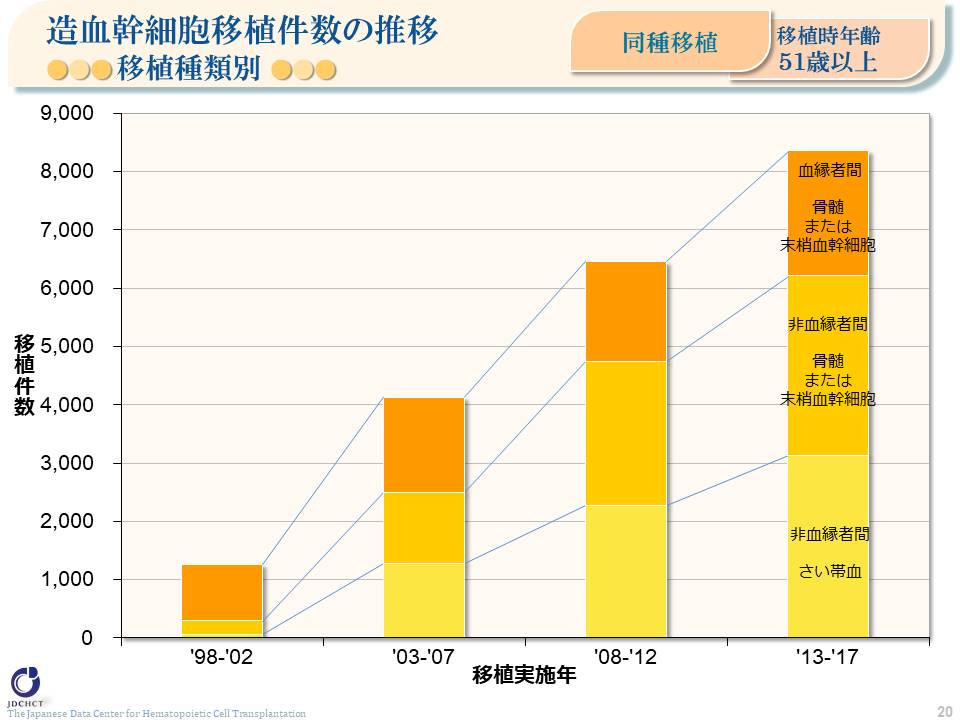 造血幹細胞移植件数の推移
移植種類別
同種移植
移植時年齢
51歳以上
9,000
8,000
7,000
6,000
5,000
4,000
3,000
2,000
1,000
0
移植件数
血縁者間
骨髄
または
末梢血幹細胞
非血縁者間
骨髄
または
末梢血幹細胞
非血縁者間
さい帯血
'98-'02
'03-'07
'08-'12
'13-'17
移植実施年
JDCHCT
The Japanese Data Center for Hematopoietic Cell Transplantation
20